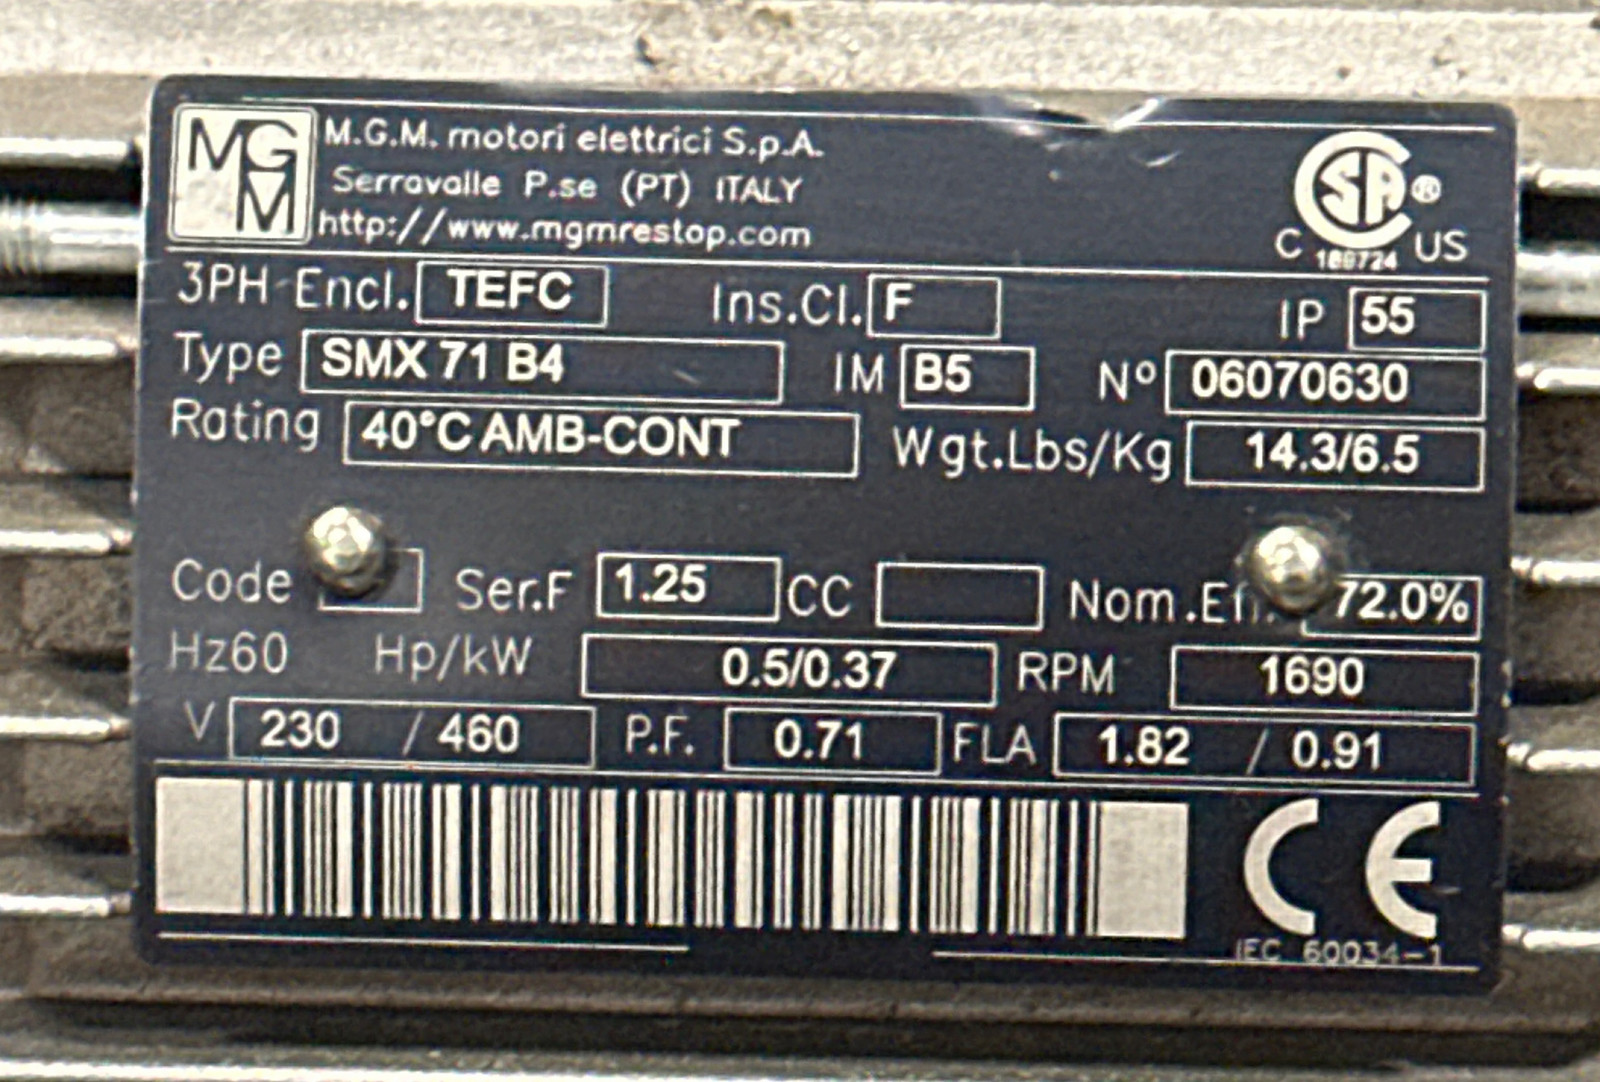 MGM
M.G.M. motori elettrici S.p.A.
Serravalle P.se (PT) ITALY
http://www.mgmrestop.com
CSA ®
C US
3PH Encl. TEFC Ins.Cl. F IP 55
Type SMX 71 B4 IM B5 Nº 06070630
Rating 40°C AMB-CONT Wgt.Lbs/Kg 14.3/6.5
Code Ser.F 1.25 CC Nom.Eff. 72.0%
Hz60 Hp/kW 0.5/0.37 RPM 1690
V 230 / 460 P.F. 0.71 FLA 1.82 / 0.91
CE
IEC 60034-1